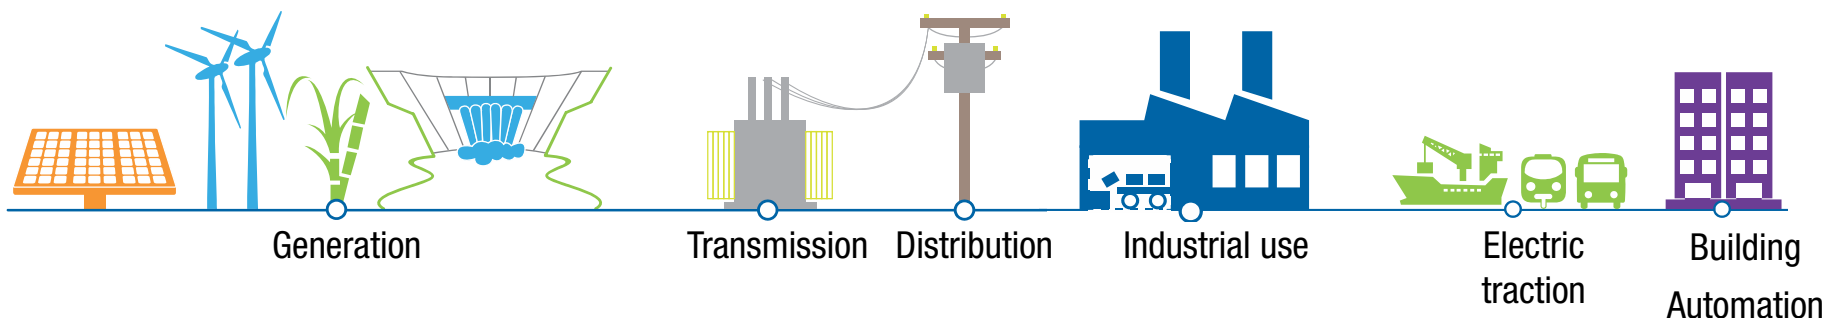 Generation
Transmission
Distribution
Industrial use
Electric
traction
Building
Automation